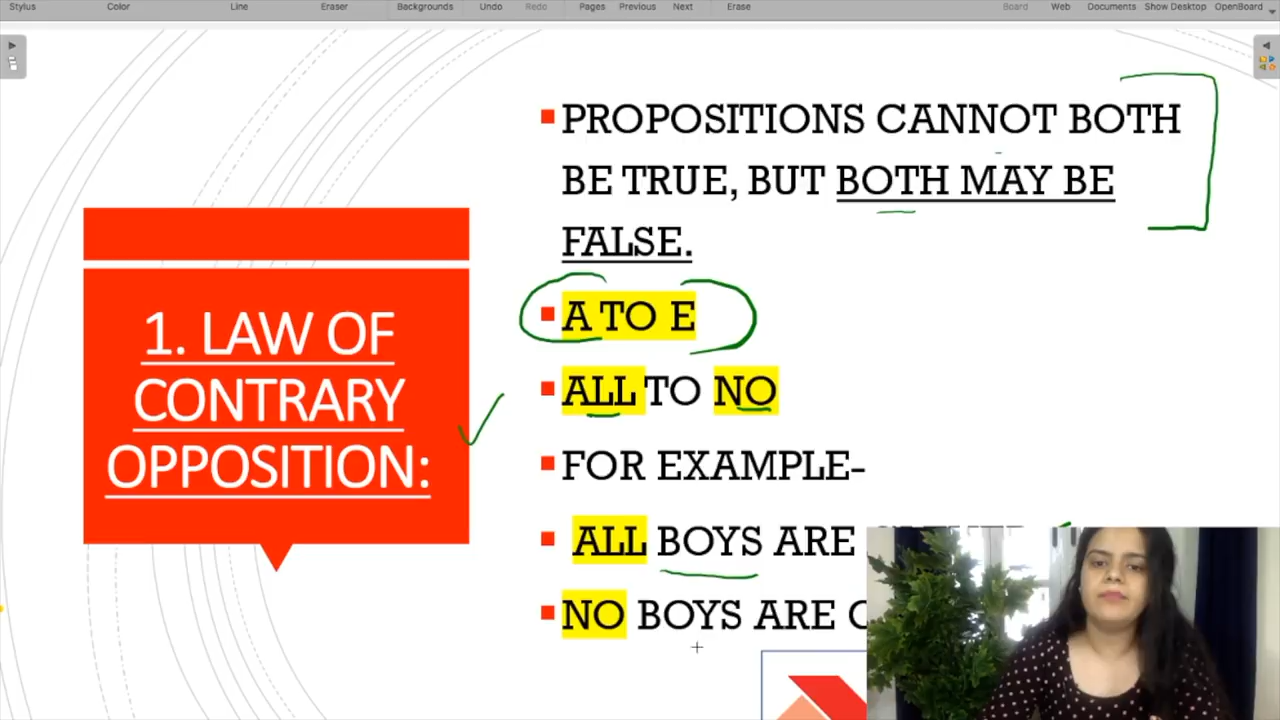 Stylus Color Line Eraser Backgrounds Undo Redo Pages Previous Next Erase Board Web Documents Show Desktop OpenBoard
PROPOSITIONS CANNOT BOTH
BE TRUE, BUT BOTH MAY BE
FALSE.
A TO E
ALL TO NO
FOR EXAMPLE-
ALL BOYS ARE
NO BOYS ARE
1. LAW OF
CONTRARY
OPPOSITION: